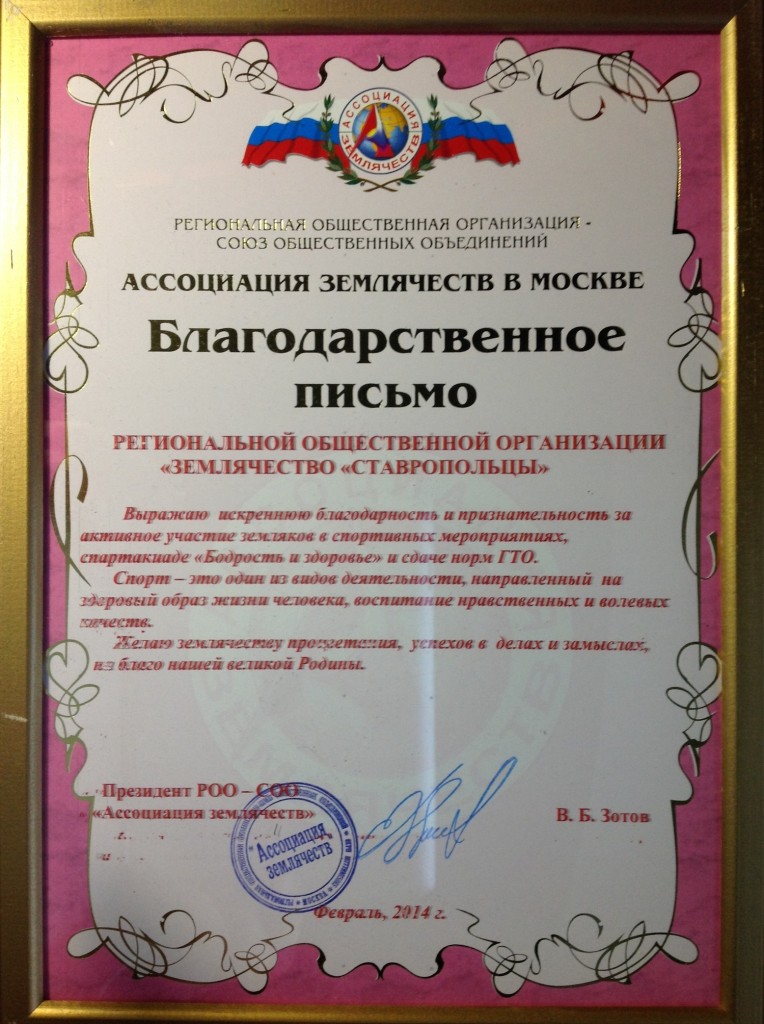 АССОЦИАЦИЯ
ЗЕМЛЯЧЕСТВ
РЕГИОНАЛЬНАЯ ОБЩЕСТВЕННАЯ ОРГАНИЗАЦИЯ -
СОЮЗ ОБЩЕСТВЕННЫХ ОБЪЕДИНЕНИЙ
АССОЦИАЦИЯ ЗЕМЛЯЧЕСТВ В МОСКВЕ
Благодарственное
письмо
РЕГИОНАЛЬНОЙ ОБЩЕСТВЕННОЙ ОРГАНИЗАЦИИ
«ЗЕМЛЯЧЕСТВО «СТАВРОПОЛЬЦЫ»
Выражаю искреннюю благодарность и признательность за
активное участие земляков в спортивных мероприятиях,
спартакиаде «Бодрость и здоровье» и сдаче норм ГТО.
Спорт – это один из видов деятельности, направленный на
здоровый образ жизни человека, воспитание нравственных и волевых
качеств.
Желаю землячеству процветания, успехов в делах и замыслах,
на благо нашей великой Родины.
Президент РОО – СОО
«Ассоциация землячеств»
В. Б. Зотов
Ассоциация
землячеств
Февраль, 2014 г.